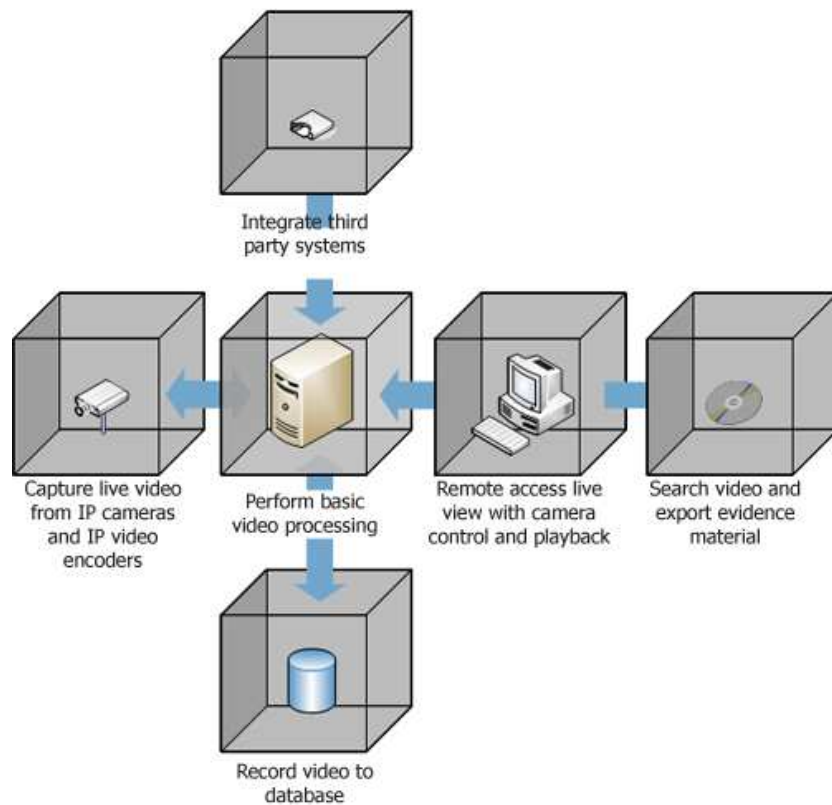 Integrate third
party systems
Capture live video
from IP cameras
and IP video
encoders
Perform basic
video processing
Remote access live
view with camera
control and playback
Search video and
export evidence
material
Record video to
database